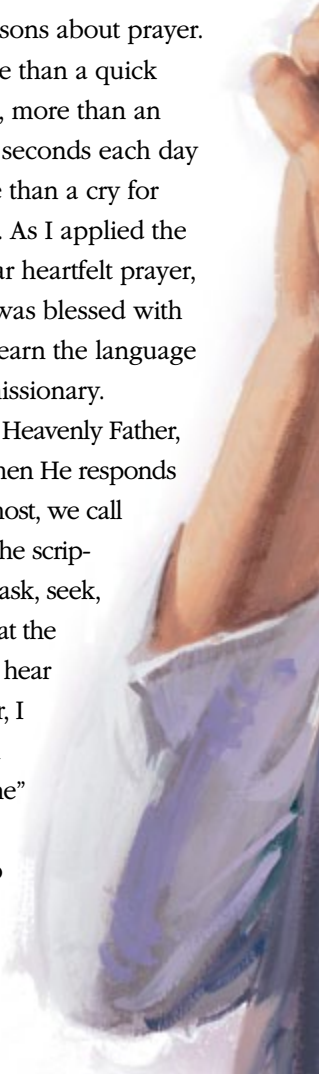 sons about prayer.
e than a quick
, more than an
seconds each day
e than a cry for
. As I applied the
ar heartfelt prayer,
was blessed with
earn the language
issionary.
Heavenly Father,
hen He responds
nost, we call
he scrip-
ask, seek,
at the
hear
r, I
ne”